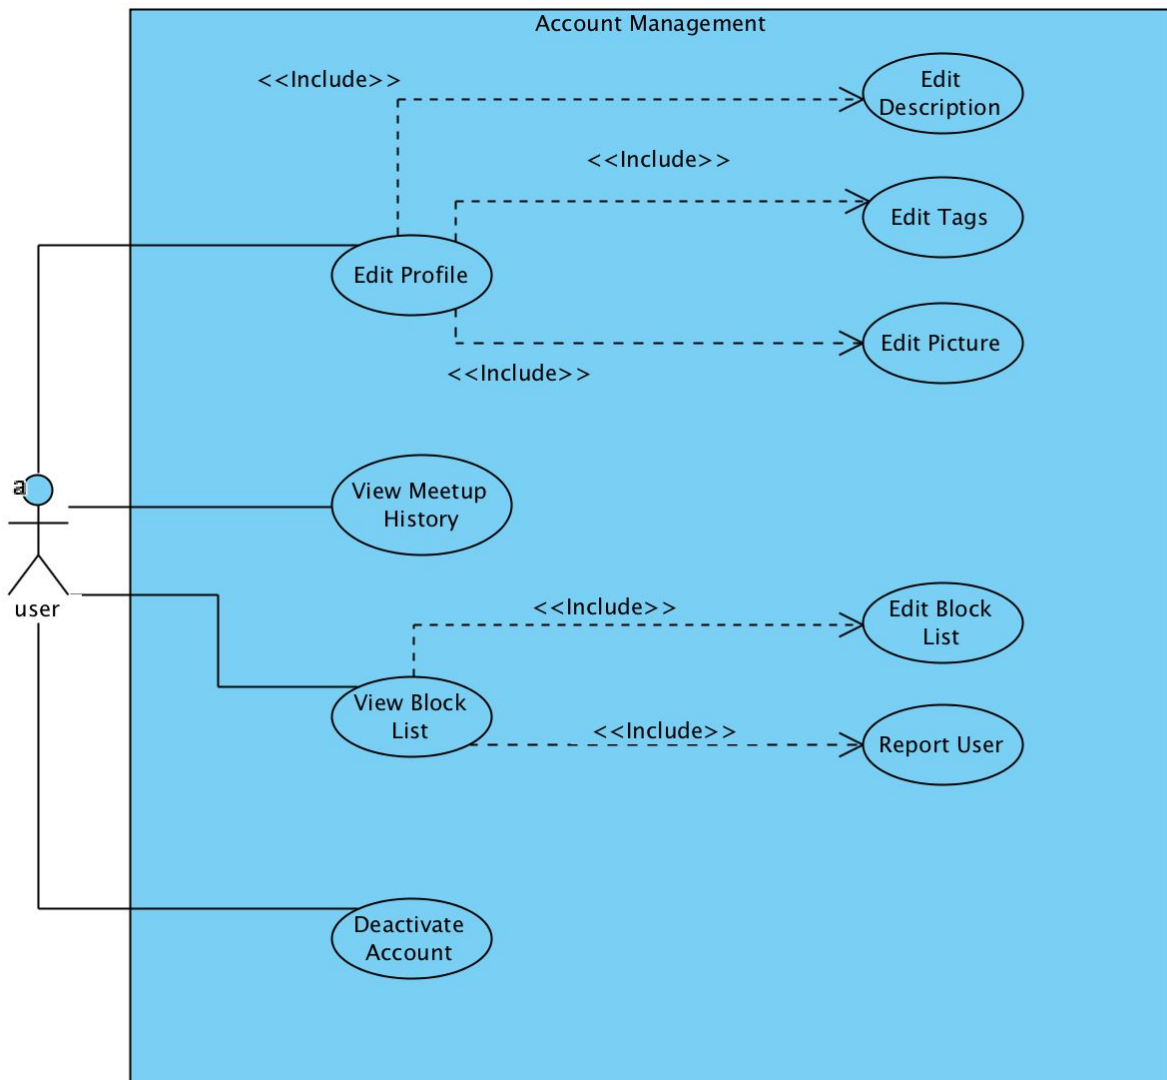 Account Management
<<Include>>
Edit
Description
<<Include>>
Edit Tags
Edit Profile
Edit Picture
<<Include>>
a
View Meetup
History
user
<<Include>>
Edit Block
List
View Block
List
<<Include>>
Report User
Deactivate
Account